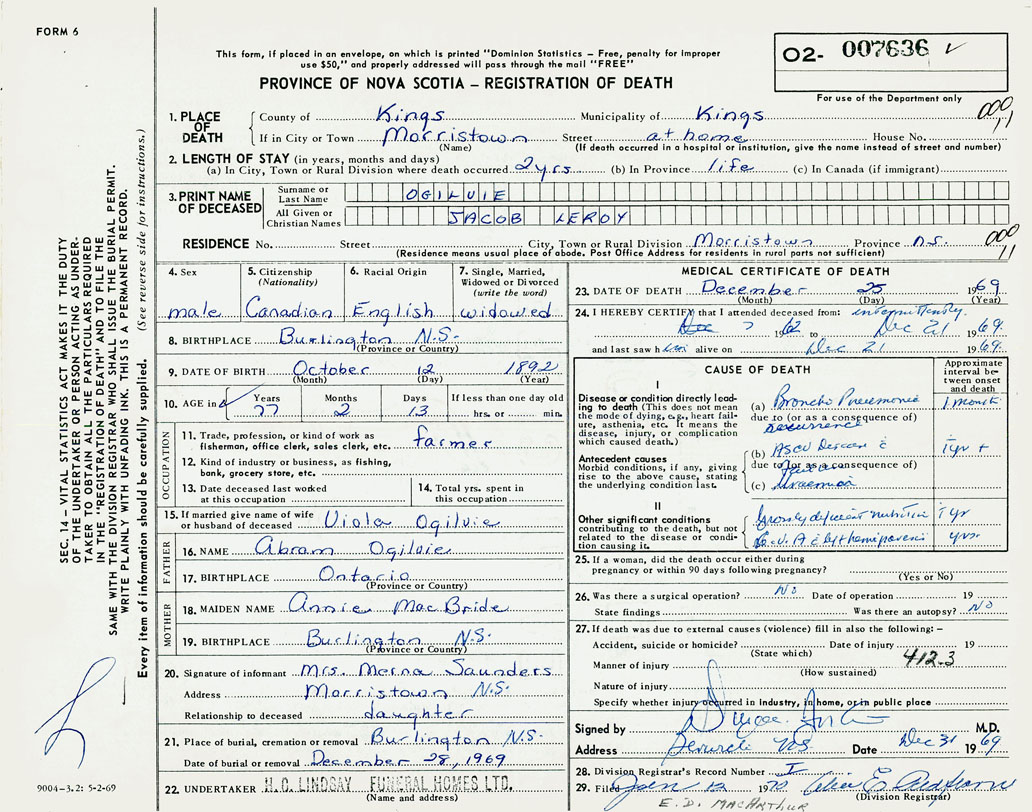 FORM 6
This form, if placed in an envelope, on which is printed "Dominion Statistics – Free, penalty for improper
use $50," and properly addressed will pass through the mail "FREE"
PROVINCE OF NOVA SCOTIA – REGISTRATION OF DEATH
02- 007636
For use of the Department only
1. PLACE OF DEATH
County of Kings Municipality of Kings
If in City or Town Morristown Street at home House No.
(Name) (If death occurred in a hospital or institution, give the name instead of street and number)
000 11
2. LENGTH OF STAY (in years, months and days)
(a) In City, Town or Rural Division where death occurred 2yrs (b) In Province life (c) In Canada (if immigrant)
3. PRINT NAME OF DECEASED
Surname or Last Name OGILVIE
All Given or Christian Names JACOB LEROY
RESIDENCE No. Street City, Town or Rural Division Morristown Province N.S.
(Residence means usual place of abode. Post Office Address for residents in rural parts not sufficient)
000 11
4. Sex male
5. Citizenship (Nationality) Canadian
6. Racial Origin English
7. Single, Married, Widowed or Divorced (write the word) widowed
8. BIRTHPLACE Burlington N.S.
(Province or Country)
9. DATE OF BIRTH October 12 1892
(Month) (Day) (Year)
10. AGE in Years 77 Months 2 Days 13 If less than one day old hrs. or min.
OCCUPATION
11. Trade, profession, or kind of work as farmer
fisherman, office clerk, sales clerk, etc.
12. Kind of industry or business, as fishing,
bank, grocery store, etc.
13. Date deceased last worked
at this occupation
14. Total yrs. spent in
this occupation
15. If married give name of wife
or husband of deceased Viola Ogilvie
FATHER
16. NAME Abram Ogilvie
17. BIRTHPLACE Ontario
(Province or Country)
MOTHER
18. MAIDEN NAME Annie MacBride
19. BIRTHPLACE Burlington N.S.
(Province or Country)
20. Signature of informant Mrs. Merna Saunders
Address Morristown N.S.
Relationship to deceased daughter
21. Place of burial, cremation or removal Burlington N.S.
Date of burial or removal December 28, 1969
22. UNDERTAKER H.C. LINDSAY FUNERAL HOMES LTD.
(Name and address)
MEDICAL CERTIFICATE OF DEATH
23. DATE OF DEATH December 25 1969
(Month) (Day) (Year)
24. I HEREBY CERTIFY that I attended deceased from: intermittently
Dec 7 1962 to Dec 21 1969
and last saw him alive on Dec 21 1969
CAUSE OF DEATH
Approximate interval between onset and death
I
Disease or condition directly leading to death (This does not mean the mode of dying, e.g., heart failure, asthenia, etc. It means the disease, injury, or complication which caused death.)
(a) Broncho Pneumonia 1 month
due to (or as a consequence of)
Antecedent causes
Morbid conditions, if any, giving rise to the above cause, stating the underlying condition last.
(b)
due to (or as a consequence of)
(c) Uraemia
II
Other significant conditions
contributing to the death, but not related to the disease or condition causing it.
Grossly deficient nutrition 1 yr
yrs.
25. If a woman, did the death occur either during
pregnancy or within 90 days following pregnancy?
(Yes or No)
26. Was there a surgical operation? No Date of operation 19
State findings Was there an autopsy? No
27. If death was due to external causes (violence) fill in also the following: –
Accident, suicide or homicide? Date of injury 19
(State which)
Manner of injury 412.3
(How sustained)
Nature of injury
Specify whether injury occurred in industry, in home, or in public place
Signed by M.D.
Address Berwick NS Date Dec 31 1969
28. Division Registrar's Record Number
29. Filed Jan 1970
(Division Registrar)
E.D. MACARTHUR
SEC. 14 – VITAL STATISTICS ACT MAKES IT THE DUTY
OF THE UNDERTAKER OR PERSON ACTING AS UNDER-
TAKER TO OBTAIN ALL THE PARTICULARS REQUIRED
IN THE "REGISTRATION OF DEATH" AND TO FILE THE
SAME WITH THE DIVISION REGISTRAR WHO SHALL ISSUE THE BURIAL PERMIT.
WRITE PLAINLY WITH UNFADING INK. THIS IS A PERMANENT RECORD.
Every item of information should be carefully supplied. (See reverse side for instructions.)
9004–3.2: 5-2-69